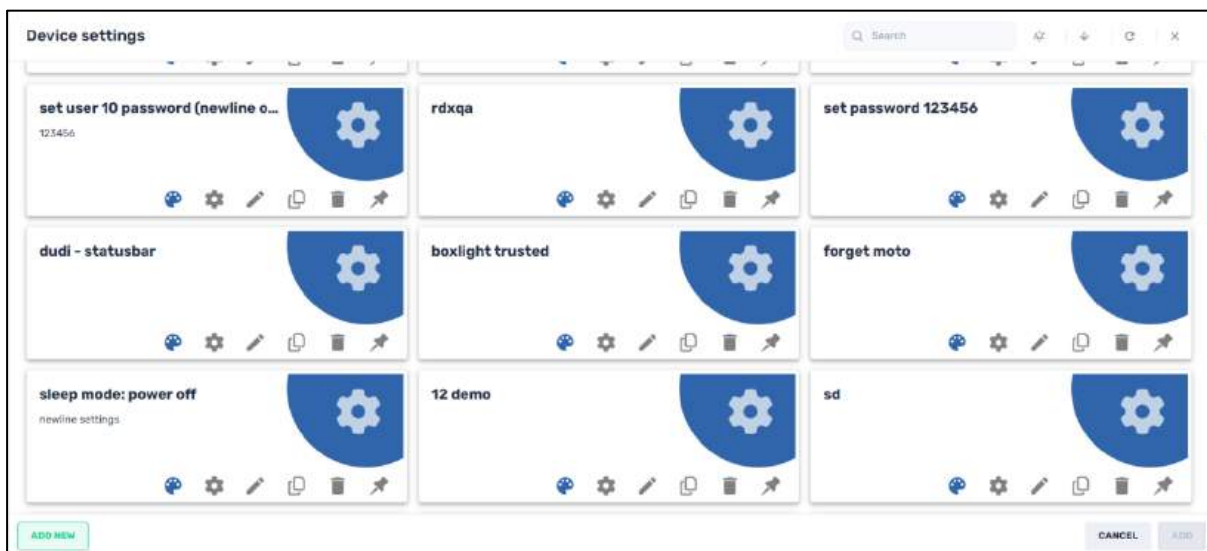 Device settings
Search
set user 10 password (newline o...
123456
rdxqa
set password 123456
dudi - statusbar
boxlight trusted
forget moto
sleep mode: power off
newline settings
12 demo
sd
ADD NEW
CANCEL
ADD